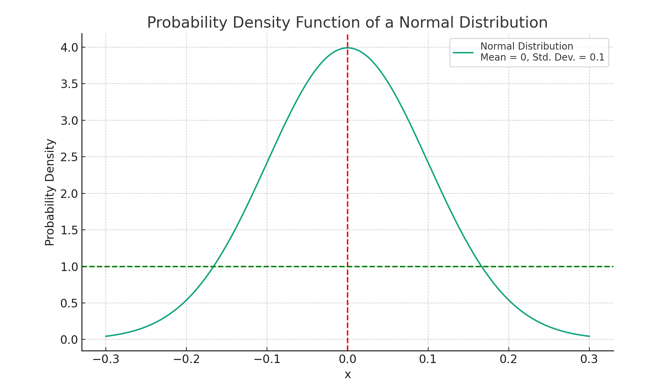 Probability Density Function of a Normal Distribution
Normal Distribution
Mean = 0, Std. Dev. = 0.1
Probability Density
4.0
3.5
3.0
2.5
2.0
1.5
1.0
0.5
0.0
−0.3 −0.2 −0.1 0.0 0.1 0.2 0.3
x